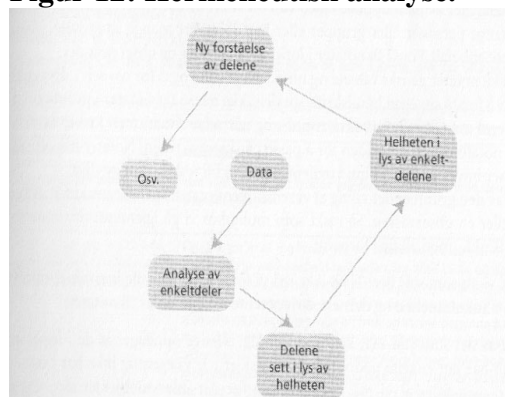 Figur 12: Hermeneutisk analyse.
Ny forståelse
av delene
Helheten i
lys av enkelt-
delene
Osv.
Data
Analyse av
enkeltdeler
Delene
sett i lys av
helheten